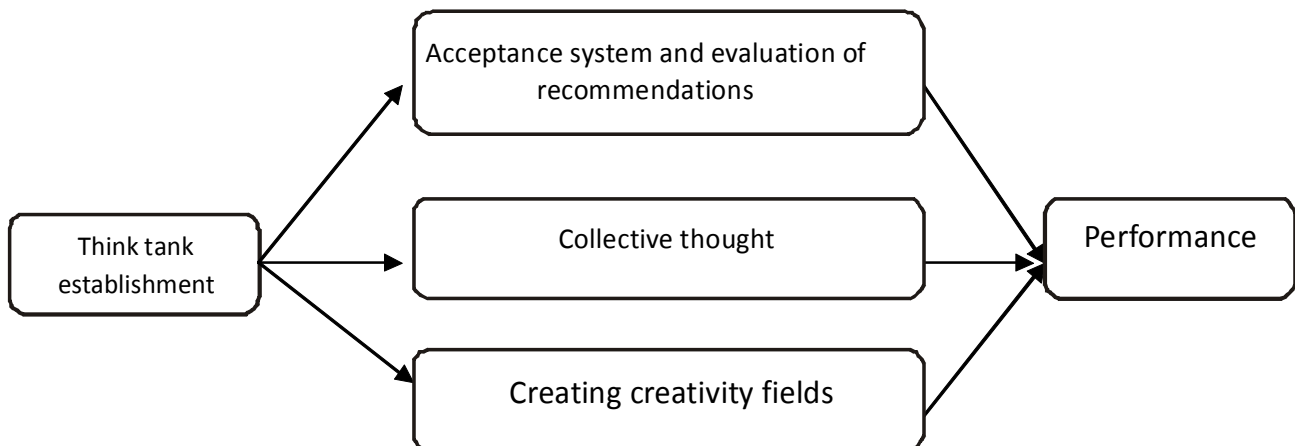 Acceptance system and evaluation of
recommendations
Think tank
establishment
Collective thought
Performance
Creating creativity fields